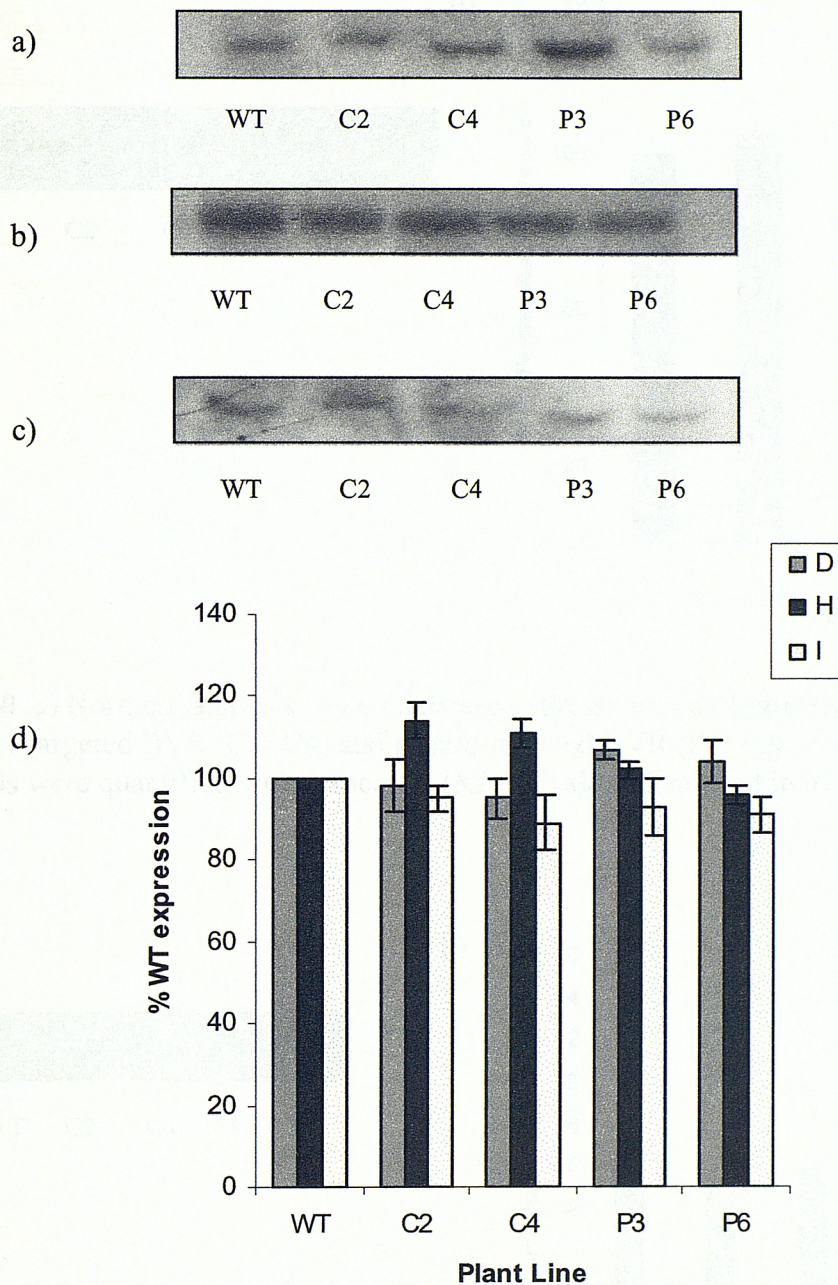 a)
WT C2 C4 P3 P6
b)
WT C2 C4 P3 P6
c)
WT C2 C4 P3 P6
D
H
I
d)
140
120
100
80
60
40
20
0
% WT expression
WT C2 C4 P3 P6
Plant Line